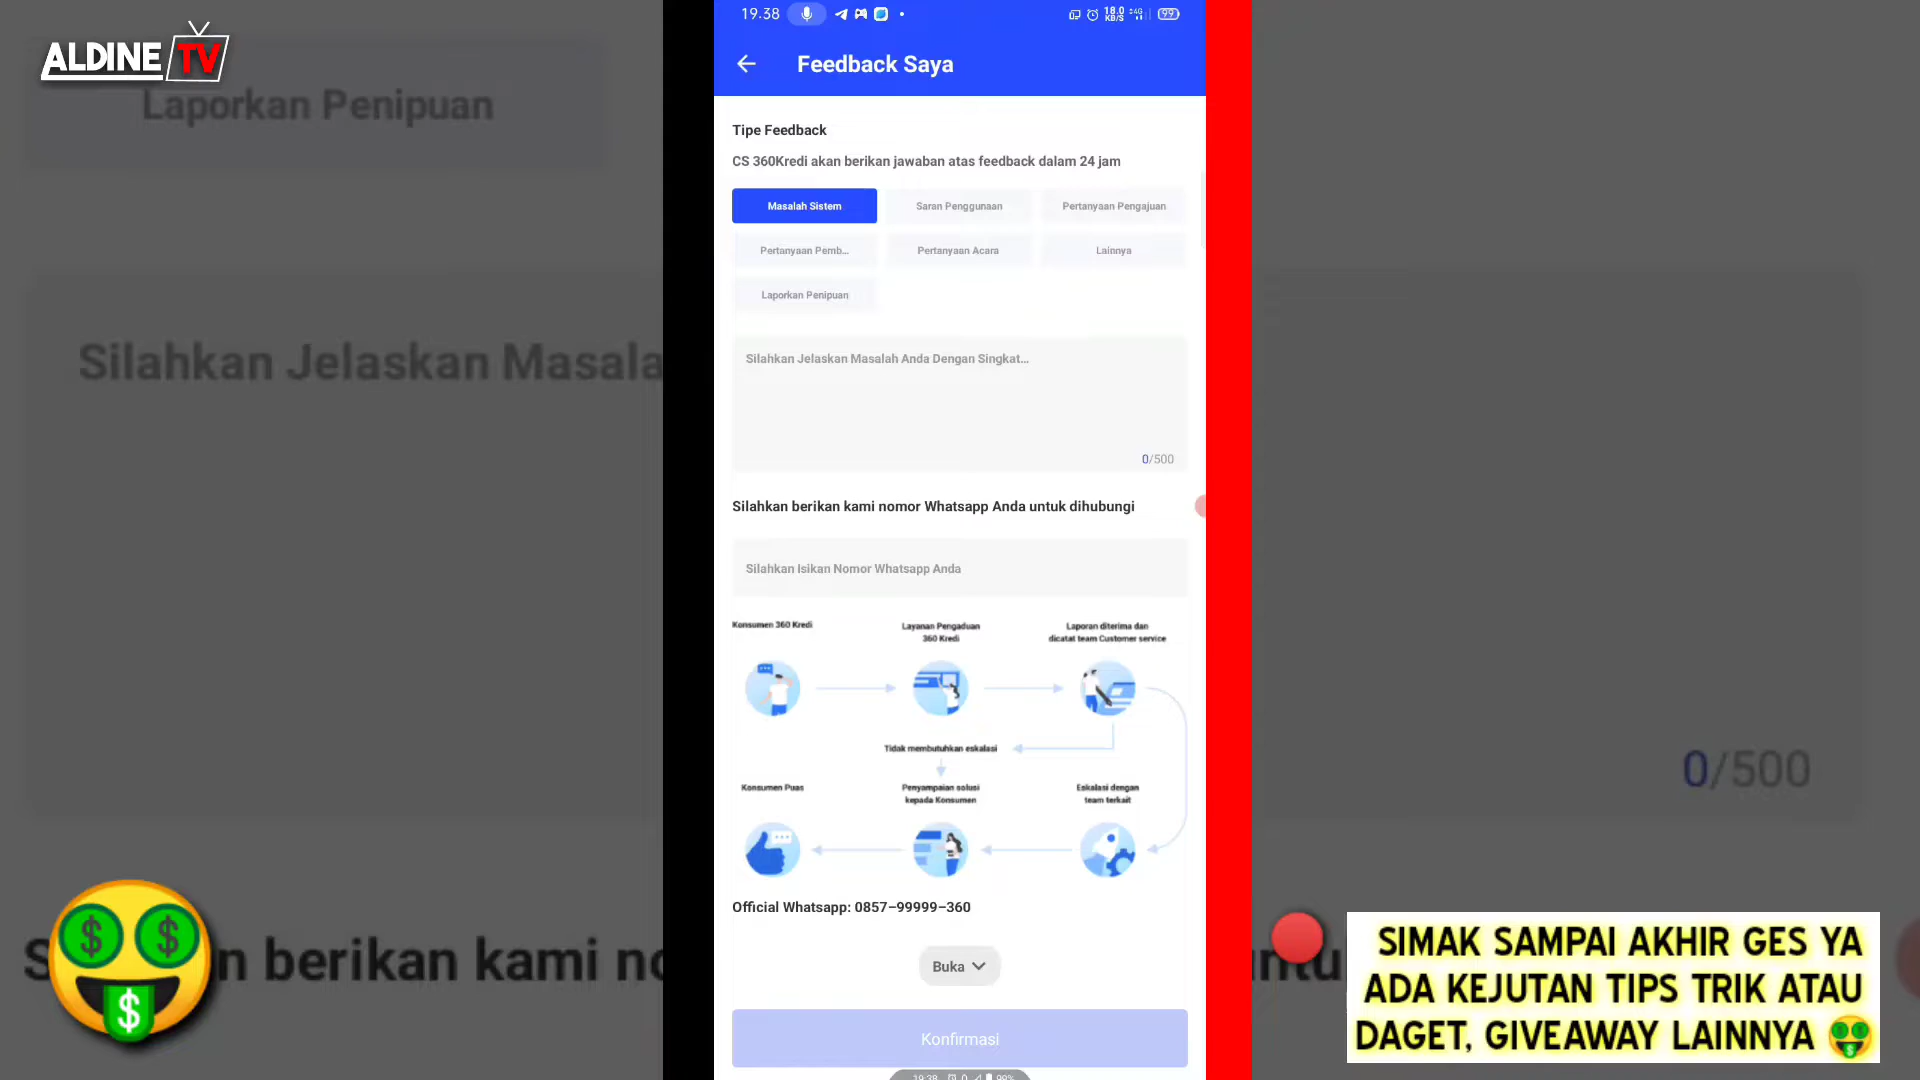 ALDINE TV
Laporkan Penipuan
Silahkan Jelaskan Masala
0/500
n berikan kami no
19.38
18.0 KB/S
4G
99
Feedback Saya
Tipe Feedback
CS 360Kredi akan berikan jawaban atas feedback dalam 24 jam
Masalah Sistem
Saran Penggunaan
Pertanyaan Pengajuan
Pertanyaan Pemb...
Pertanyaan Acara
Lainnya
Laporkan Penipuan
Silahkan Jelaskan Masalah Anda Dengan Singkat...
0/500
Silahkan berikan kami nomor Whatsapp Anda untuk dihubungi
Silahkan Isikan Nomor Whatsapp Anda
Konsumen 360 Kredi
Layanan Pengaduan
360 Kredi
Laporan diterima dan
dicatat team Customer service
Tidak membutuhkan eskalasi
Konsumen Puas
Penyampaian solusi
kepada Konsumen
Eskalasi dengan
team terkait
Official Whatsapp: 0857-99999-360
Buka
Konfirmasi
SIMAK SAMPAI AKHIR GES YA
ADA KEJUTAN TIPS TRIK ATAU
DAGET, GIVEAWAY LAINNYA